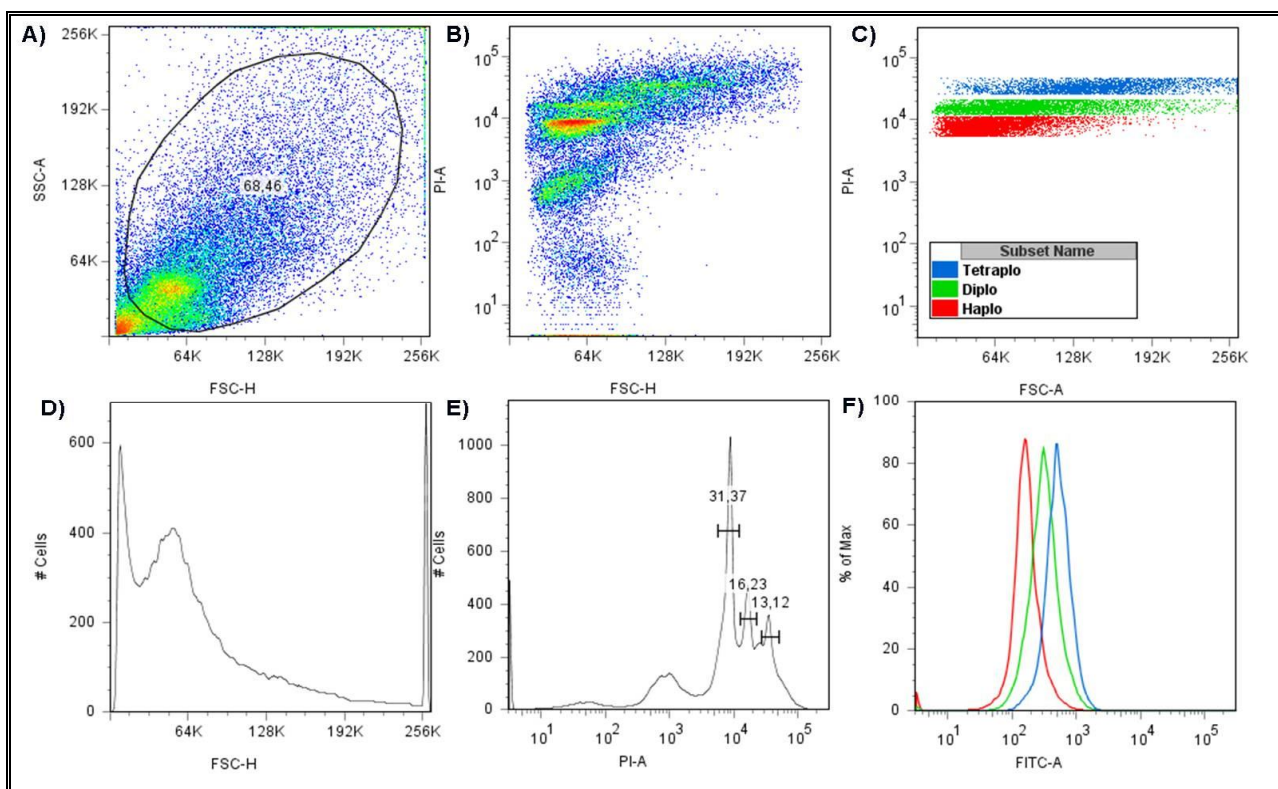 A)
256K
192K
128K
64K
SSC-A
68,46
64K 128K 192K 256K
FSC-H
B)
10^5
10^4
10^3
10^2
10^1
PI-A
64K 128K 192K 256K
FSC-H
C)
10^5
10^4
10^3
10^2
10^1
PI-A
Subset Name
Tetraplo
Diplo
Haplo
64K 128K 192K 256K
FSC-A
D)
600
400
200
0
# Cells
64K 128K 192K 256K
FSC-H
E)
1000
800
600
400
200
0
# Cells
31,37
16,23
13,12
10^1 10^2 10^3 10^4 10^5
PI-A
F)
100
80
60
40
20
0
% of Max
10^1 10^2 10^3 10^4 10^5
FITC-A